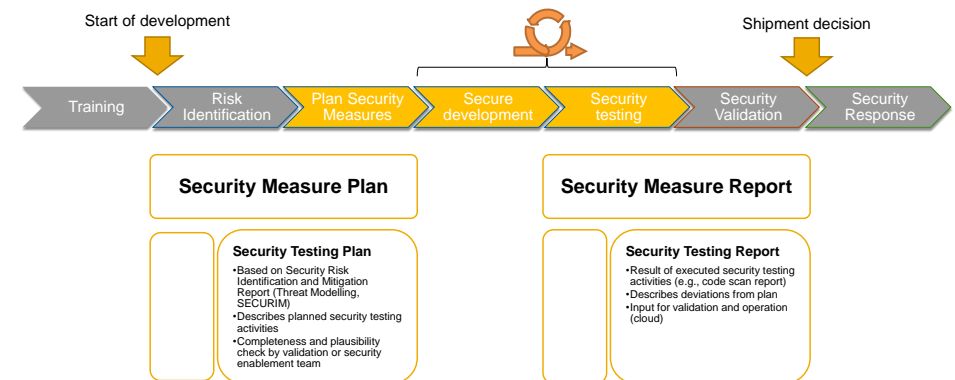 Start of development
Shipment decision
Training
Risk
Identification
Plan Security
Measures
Secure
development
Security
testing
Security
Validation
Security
Response
Security Measure Plan
Security Measure Report
Security Testing Plan
•Based on Security Risk
Identification and Mitigation
Report (Threat Modelling,
SECURIM)
•Describes planned security testing
activities
•Completeness and plausibility
check by validation or security
enablement team
Security Testing Report
•Result of executed security testing
activities (e.g., code scan report)
•Describes deviations from plan
•Input for validation and operation
(cloud)